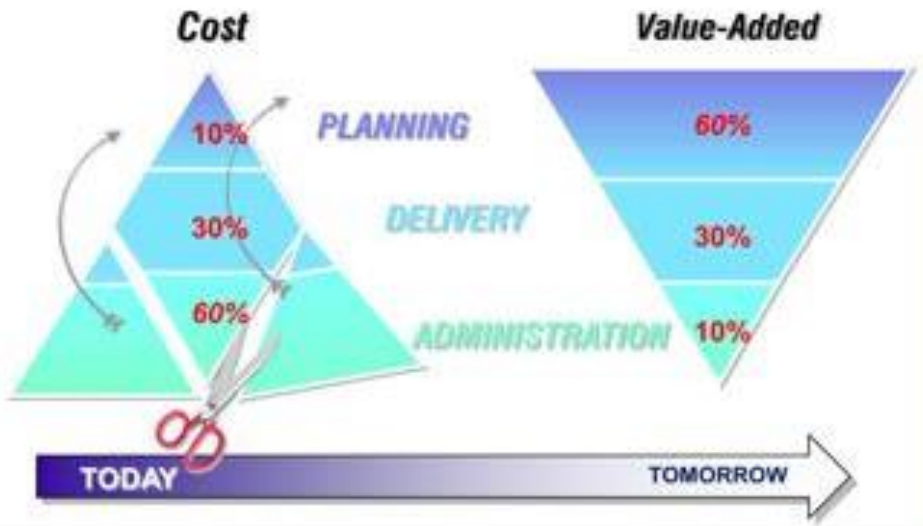 Cost
Value-Added
10%
PLANNING
60%
30%
DELIVERY
30%
60%
ADMINISTRATION
10%
TODAY
TOMORROW